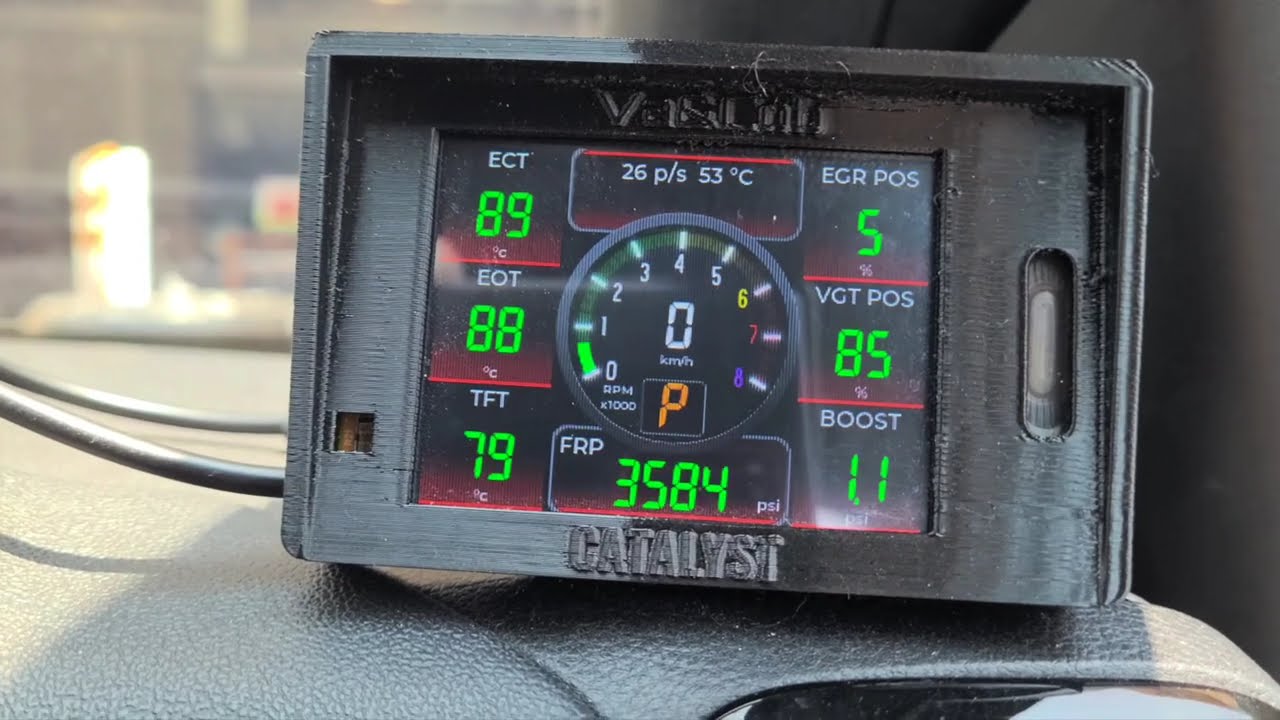 ECT
89
°C
EOT
88
°C
TFT
79
°C
26 p/s 53 °C
0
1
2
3
4
5
6
7
8
0
km/h
RPM
x1000
P
FRP
3584
psi
EGR POS
5
%
VGT POS
85
%
BOOST
1.1
psi
CATALYST